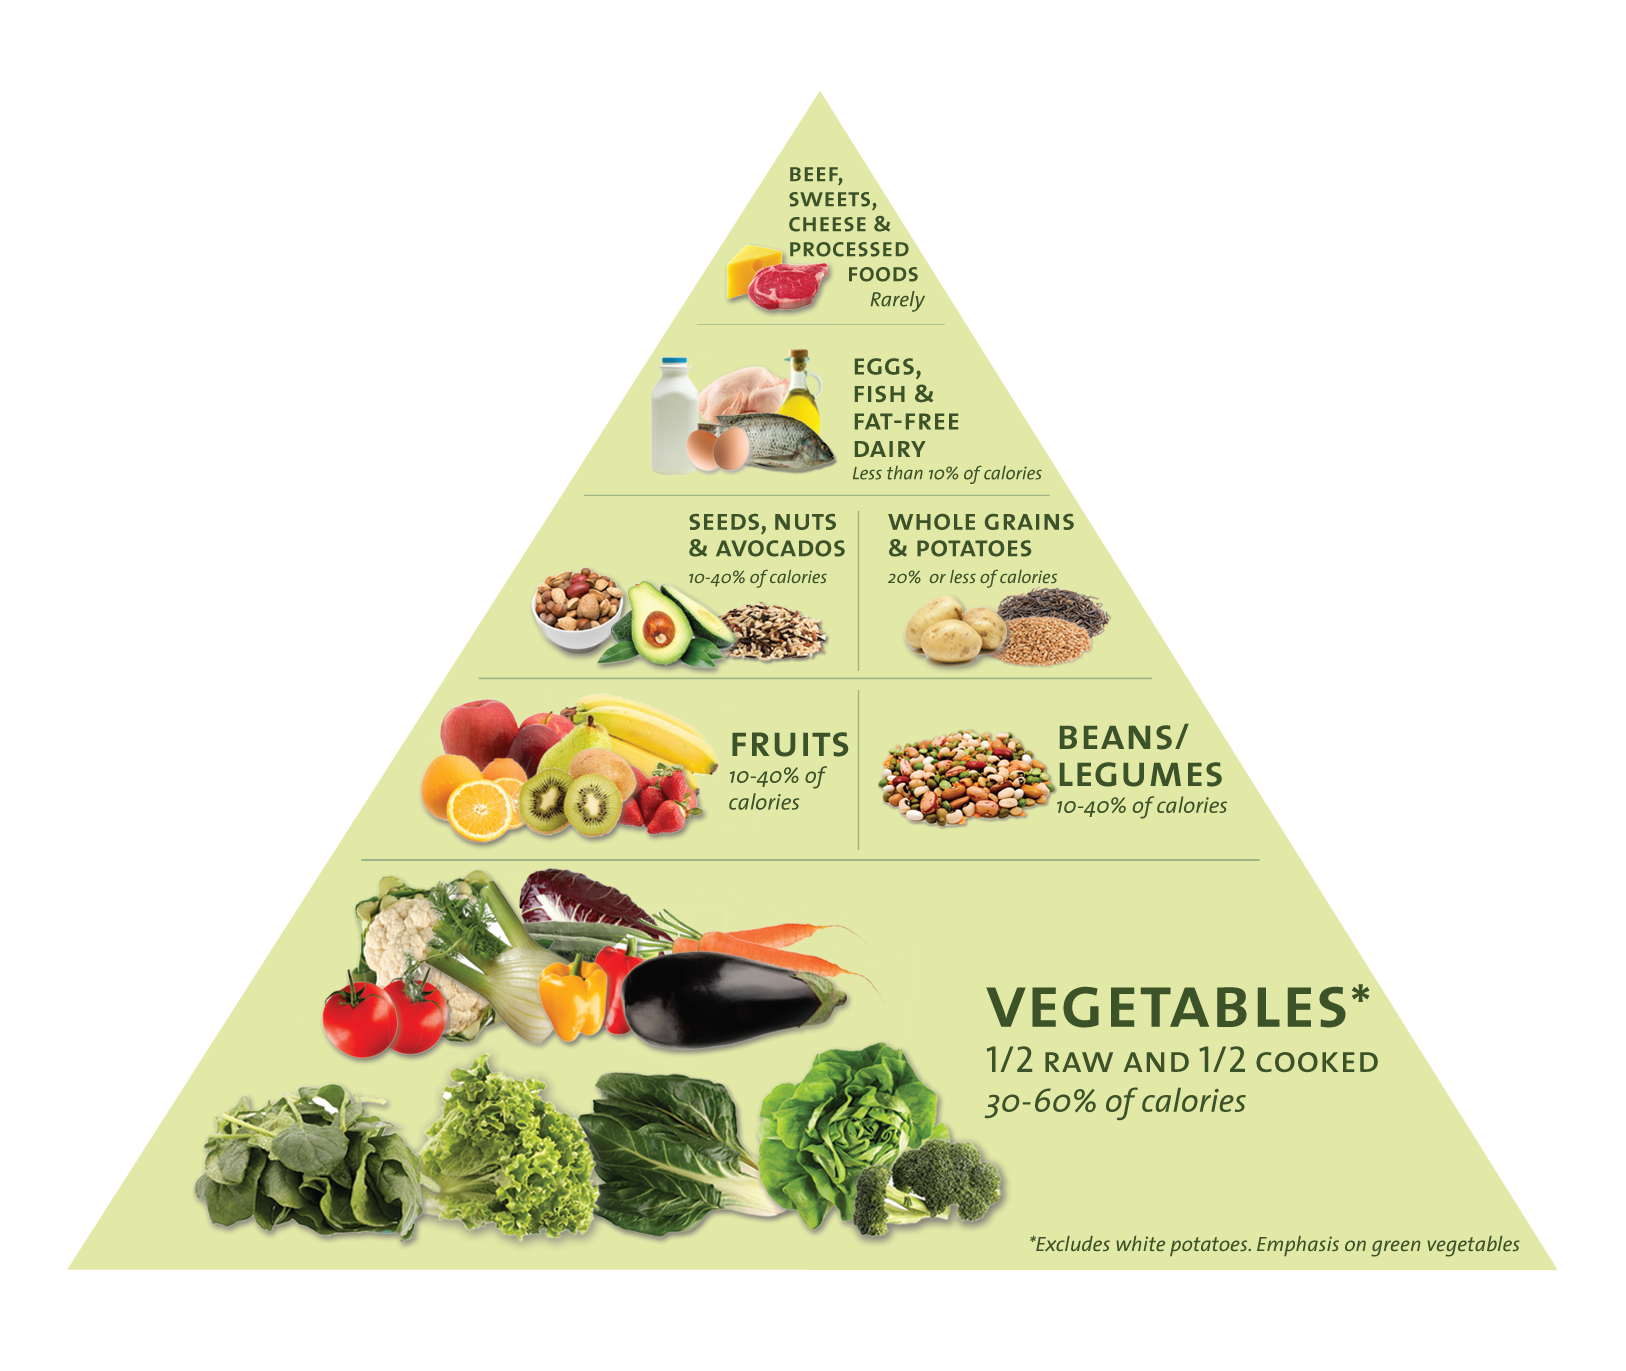 BEEF,
SWEETS,
CHEESE &
PROCESSED
FOODS
Rarely
EGGS,
FISH &
FAT-FREE
DAIRY
Less than 10% of calories
SEEDS, NUTS
& AVOCADOS
10-40% of calories
WHOLE GRAINS
& POTATOES
20% or less of calories
FRUITS
10-40% of
calories
BEANS/
LEGUMES
10-40% of calories
VEGETABLES*
1/2 RAW AND 1/2 COOKED
30-60% of calories
*Excludes white potatoes. Emphasis on green vegetables